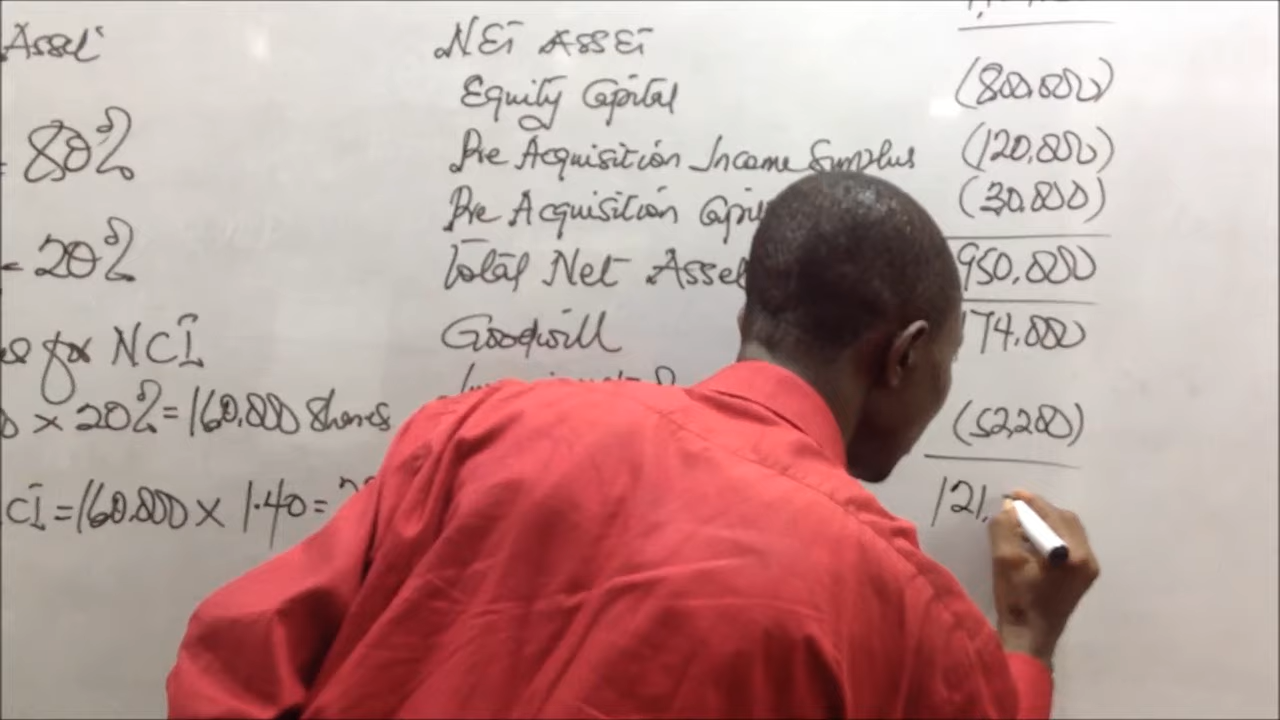 Asset
80%
= 20%
for NCI
× 20% = 160,000 Shares
CI = 160,000 × 1.40 =
NET ASSET
Equity Capital (800,000)
Pre Acquisition Income Surplus (120,000)
Pre Acquisition (30,000)
Total Net Asset 950,000
Goodwill 174,000
(52,200)
121,